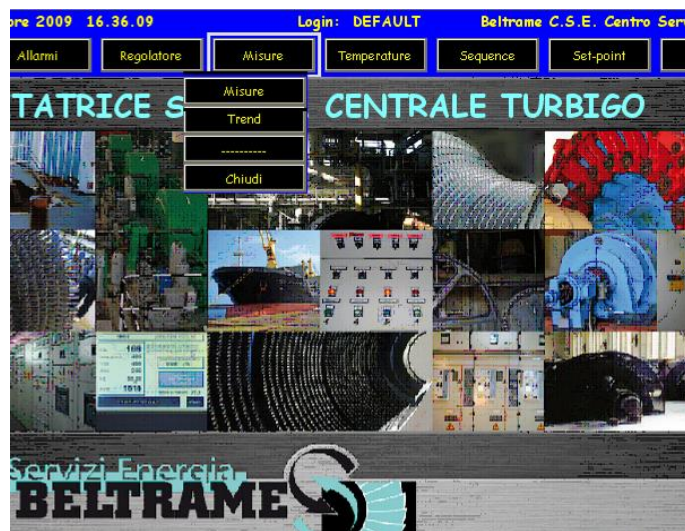 ore 2009 16.36.09 Login: DEFAULT Beltrame C.S.E. Centro Serv
Allarmi Regolatore Misure Temperature Sequence Set-point
Misure
Trend
----------
Chiudi
TATRICE S CENTRALE TURBIGO
Servizi Energia
BELTRAME